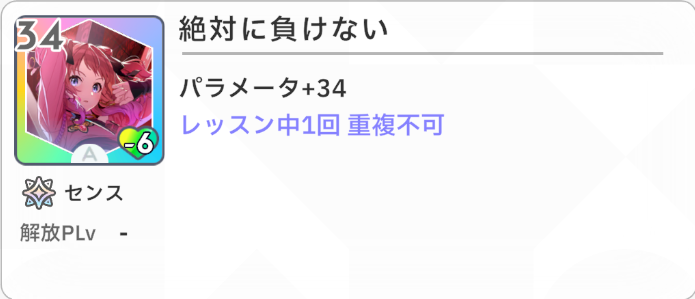 34
絶対に負けない
パラメータ+34
レッスン中1回 重複不可
-6
A
センス
解放PLv -